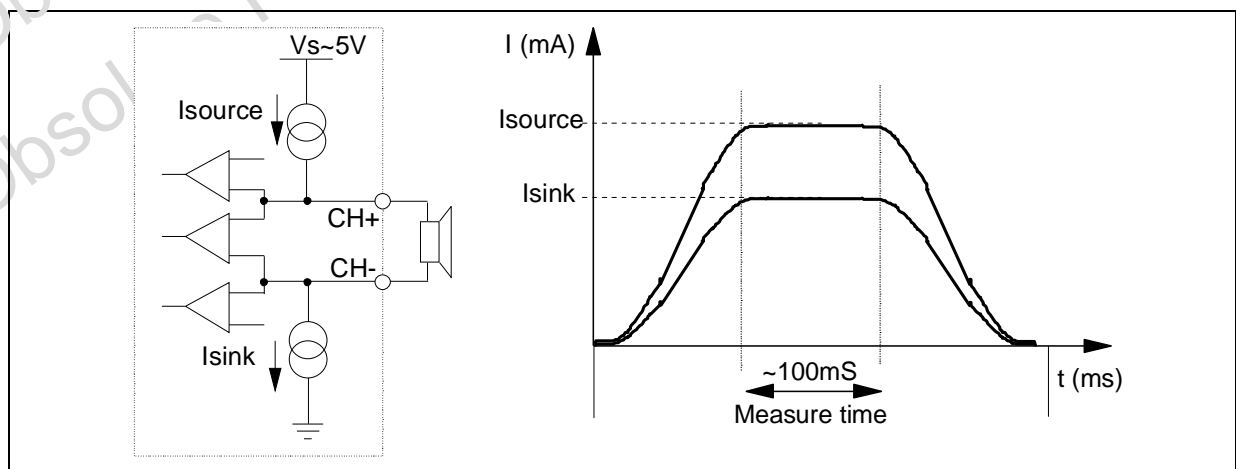 Vs~5V
Isource
CH+
CH-
Isink
I (mA)
Isource
Isink
~100mS
Measure time
t (ms)